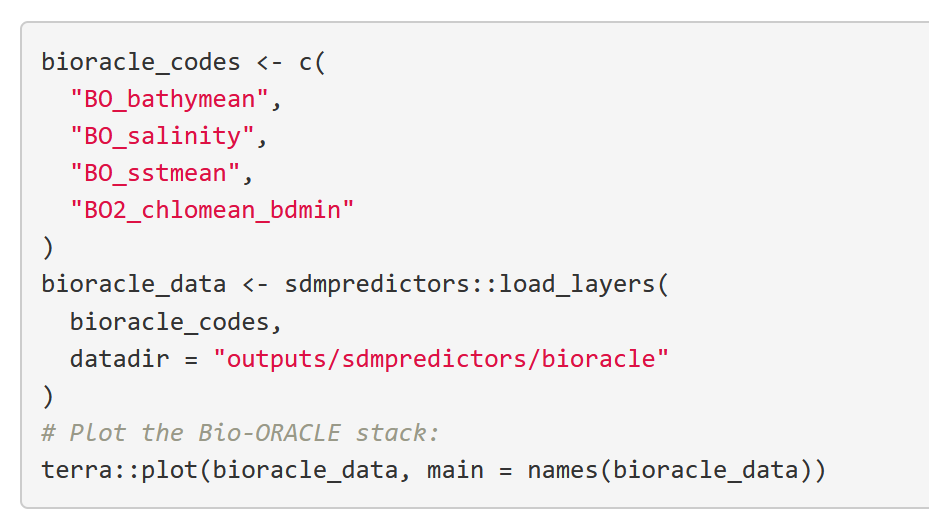 bioracle_codes <- c(
  "BO_bathymean",
  "BO_salinity",
  "BO_sstmean",
  "BO2_chlomean_bdmin"
)
bioracle_data <- sdmpredictors::load_layers(
  bioracle_codes,
  datadir = "outputs/sdmpredictors/bioracle"
)
# Plot the Bio-ORACLE stack:
terra::plot(bioracle_data, main = names(bioracle_data))